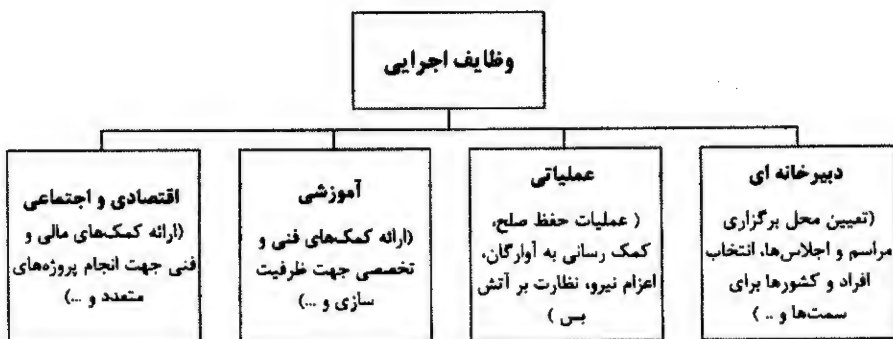 وظایف اجرایی
دبیرخانه ای
(تعیین محل برگزاری
مراسم و اجلاس‌ها، انتخاب
افراد و کشورها برای
سمت‌ها و .. )
عملیاتی
( عملیات حفظ صلح،
کمک رسانی به آوارگان،
اعزام نیرو، نظارت بر آتش
بس )
آموزشی
(ارائه کمک‌های فنی و
تخصصی جهت ظرفیت
سازی و ...)
اقتصادی و اجتماعی
(ارائه کمک‌های مالی و
فنی جهت انجام پروژه‌های
متعدد و ...)